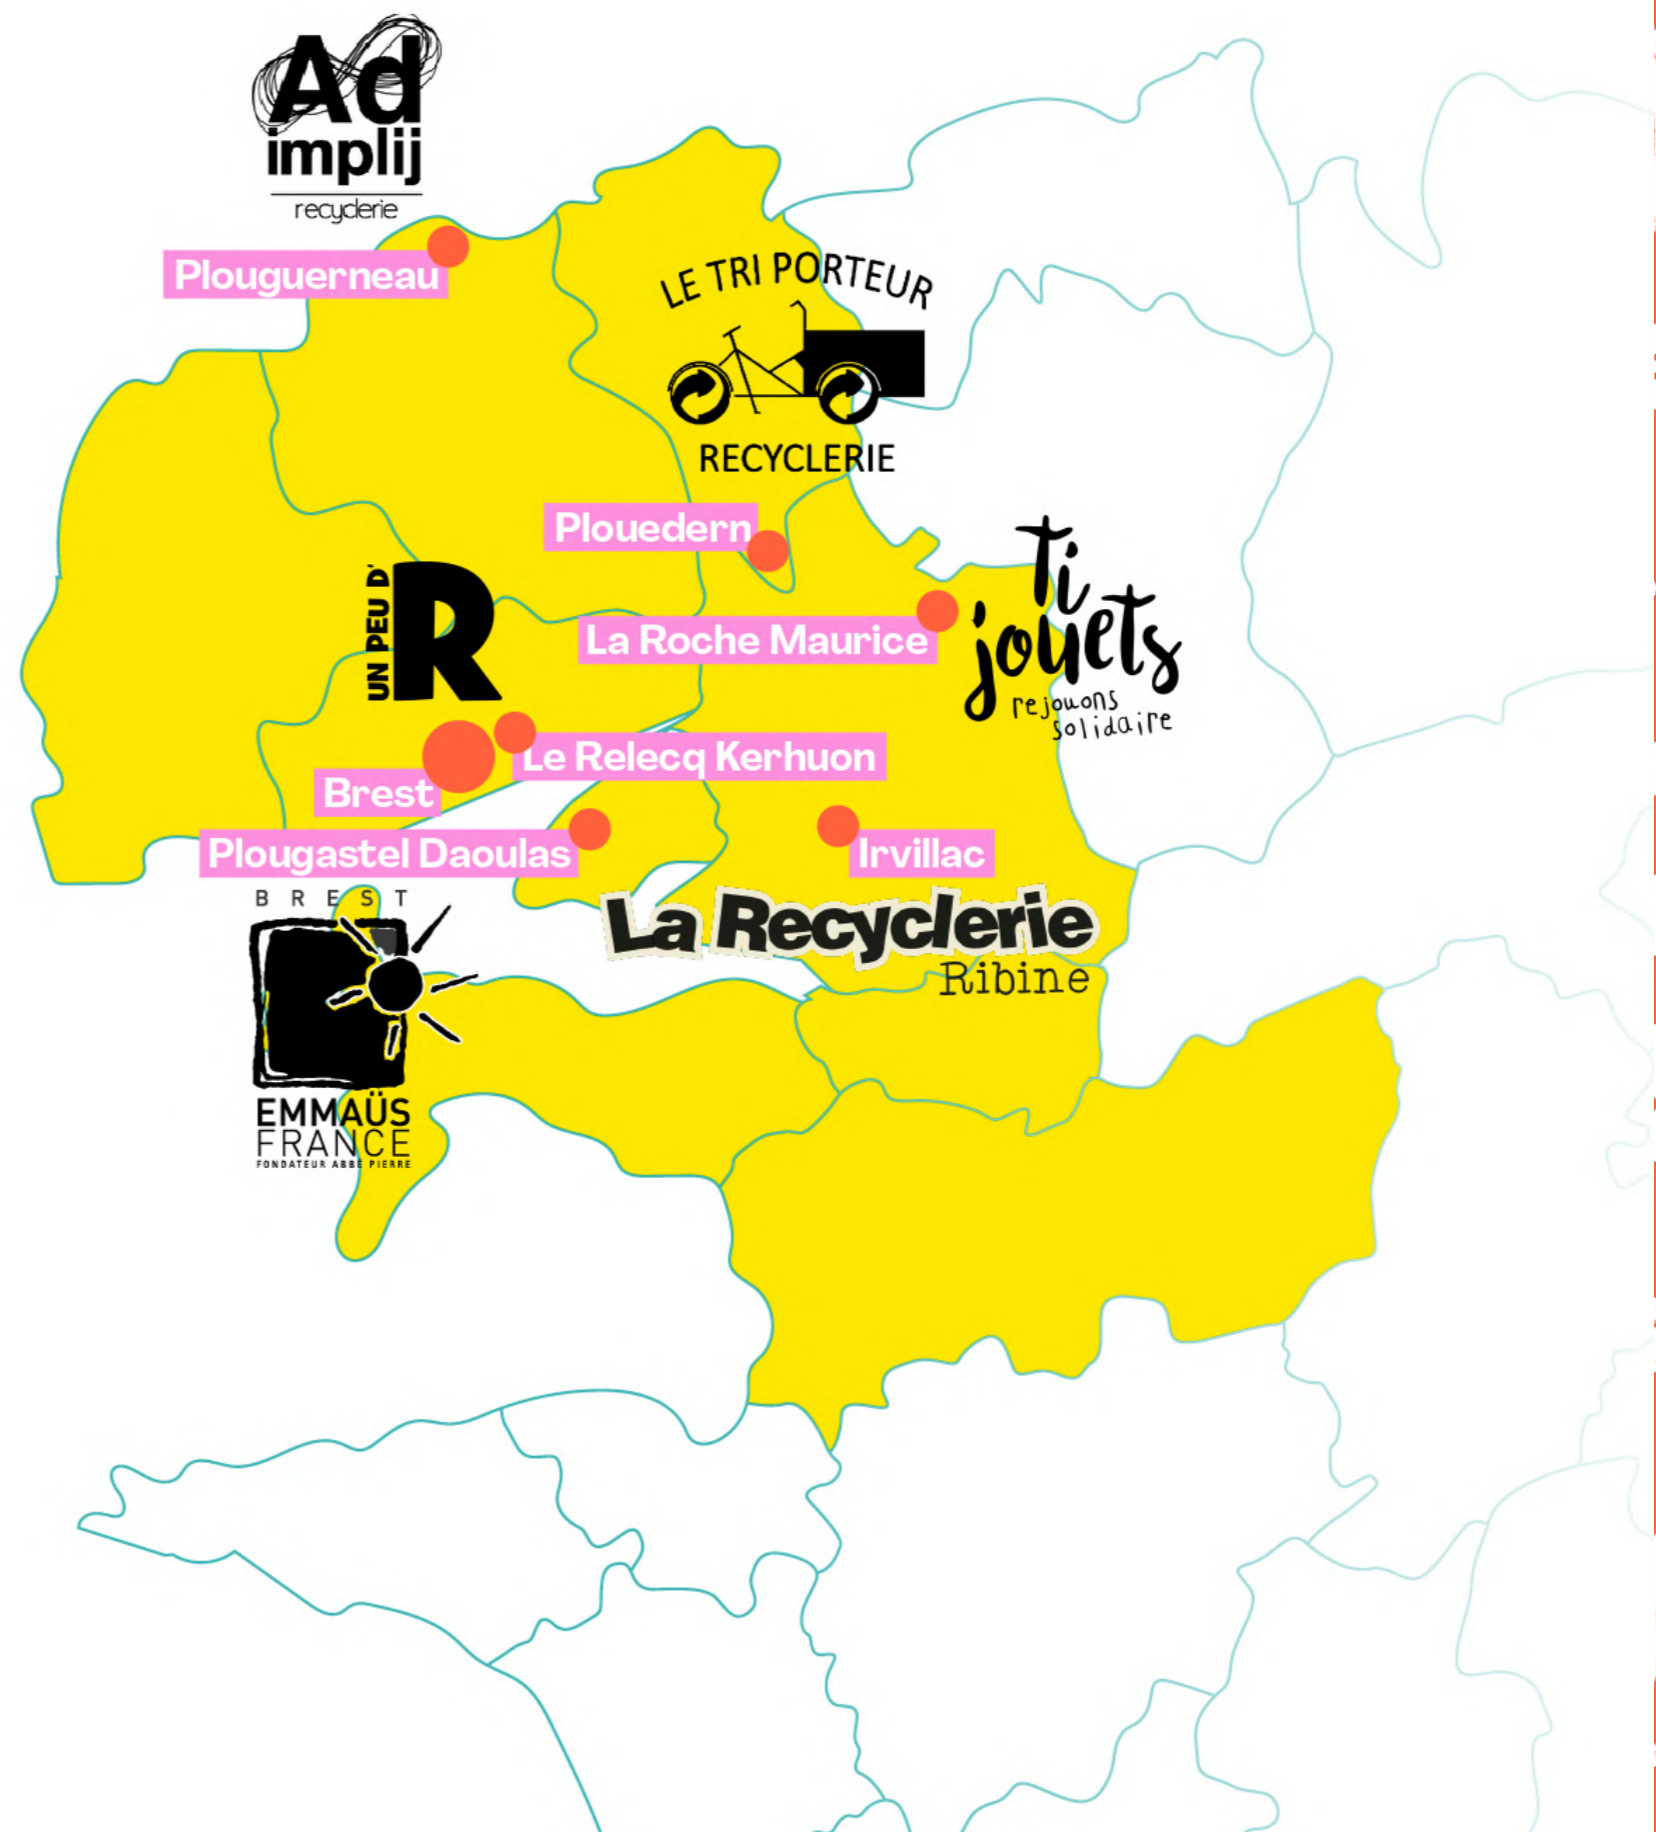 Ad
implij
recyclerie
Plouguerneau
LE TRI PORTEUR
RECYCLERIE
Plouedern
UN PEU D'
R
La Roche Maurice
ti
jouets
rejouons
solidaire
Le Relecq Kerhuon
Brest
Plougastel Daoulas
Irvillac
BREST
EMMAÜS
FRANCE
FONDATEUR ABBÉ PIERRE
La Recyclerie
Ribine